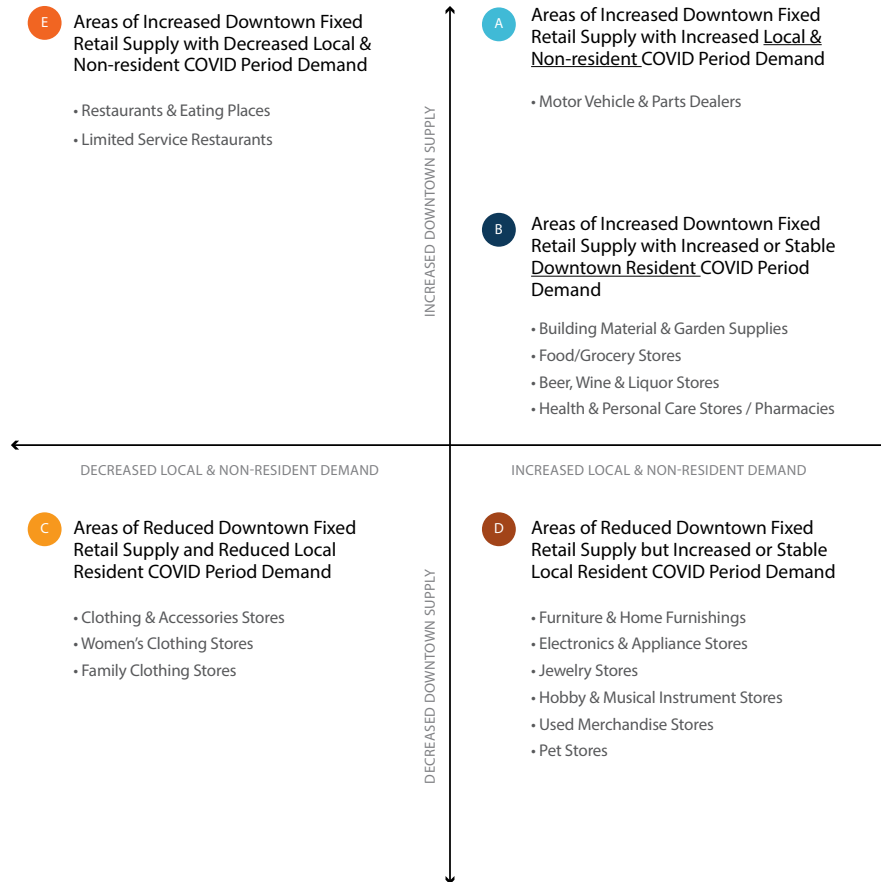 E
Areas of Increased Downtown Fixed
Retail Supply with Decreased Local &
Non-resident COVID Period Demand
• Restaurants & Eating Places
• Limited Service Restaurants
INCREASED DOWNTOWN SUPPLY
A
Areas of Increased Downtown Fixed
Retail Supply with Increased Local &
Non-resident COVID Period Demand
• Motor Vehicle & Parts Dealers
B
Areas of Increased Downtown Fixed
Retail Supply with Increased or Stable
Downtown Resident COVID Period
Demand
• Building Material & Garden Supplies
• Food/Grocery Stores
• Beer, Wine & Liquor Stores
• Health & Personal Care Stores / Pharmacies
DECREASED LOCAL & NON-RESIDENT DEMAND
INCREASED LOCAL & NON-RESIDENT DEMAND
C
Areas of Reduced Downtown Fixed
Retail Supply and Reduced Local
Resident COVID Period Demand
• Clothing & Accessories Stores
• Women's Clothing Stores
• Family Clothing Stores
DECREASED DOWNTOWN SUPPLY
D
Areas of Reduced Downtown Fixed
Retail Supply but Increased or Stable
Local Resident COVID Period Demand
• Furniture & Home Furnishings
• Electronics & Appliance Stores
• Jewelry Stores
• Hobby & Musical Instrument Stores
• Used Merchandise Stores
• Pet Stores